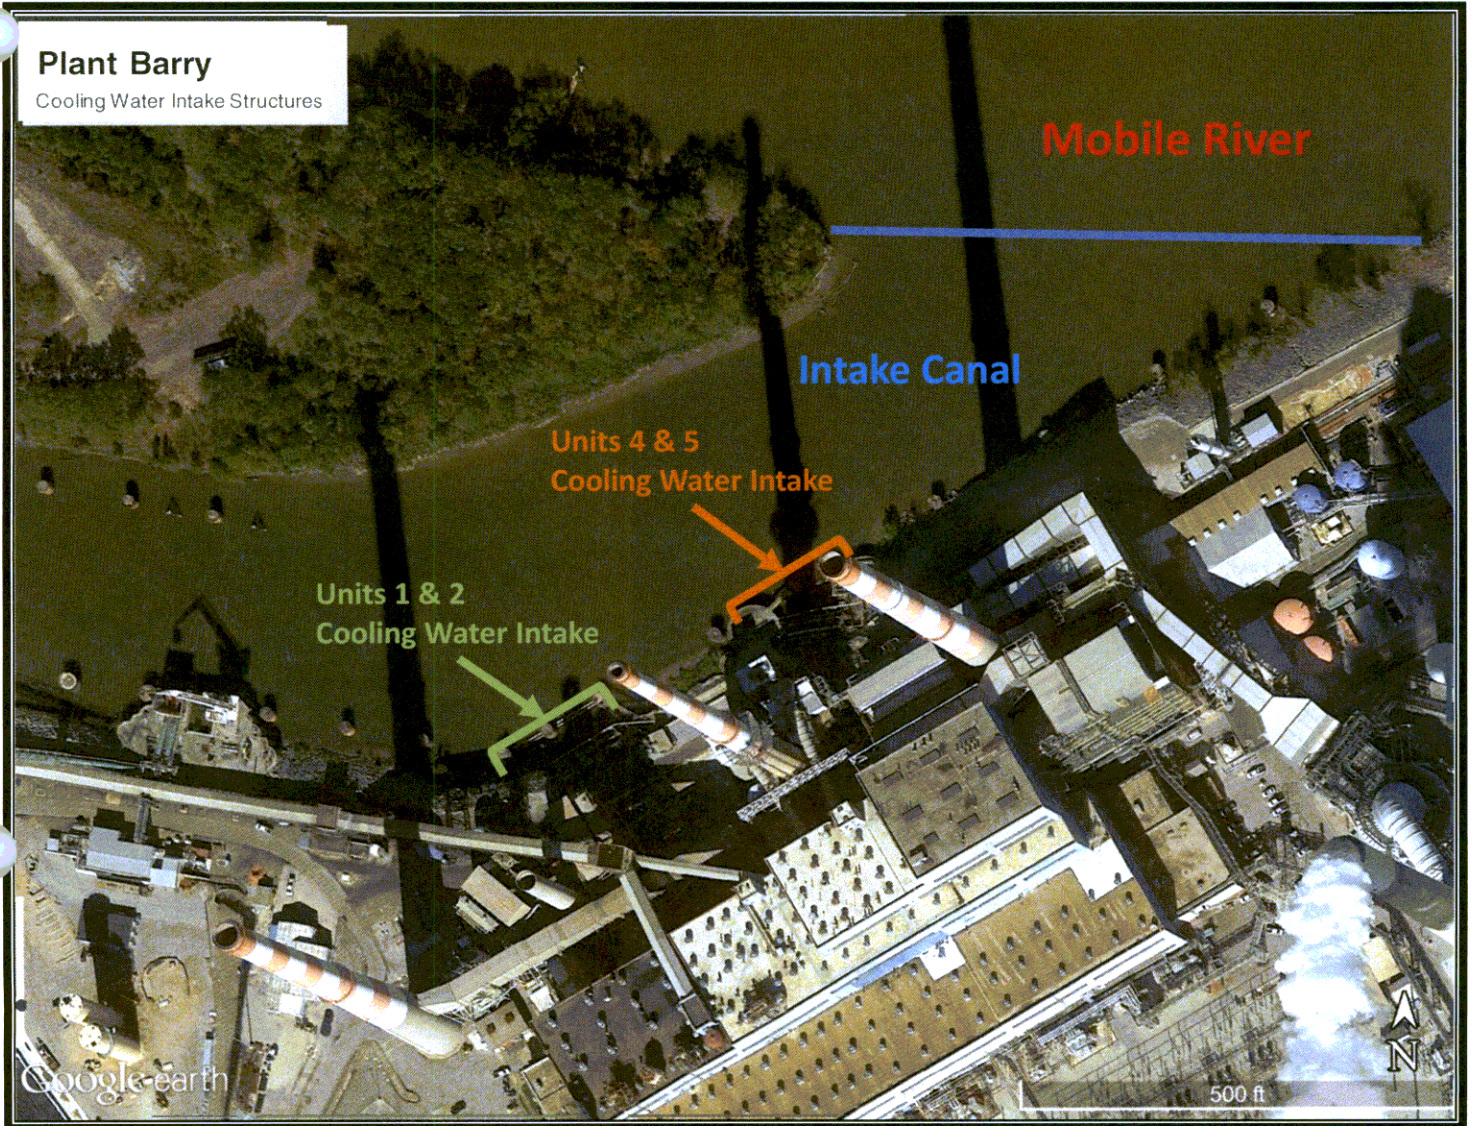 Plant Barry
Cooling Water Intake Structures
Mobile River
Intake Canal
Units 4 & 5
Cooling Water Intake
Units 1 & 2
Cooling Water Intake
Google earth
N
500 ft